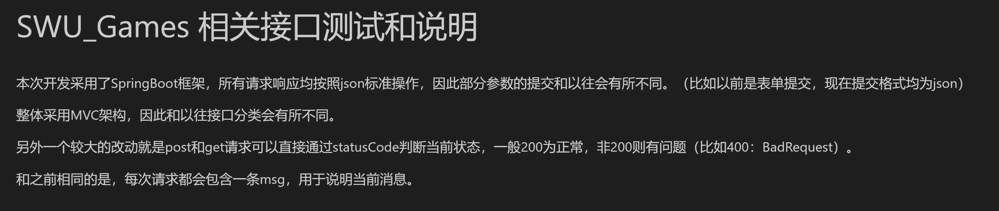 SWU_Games 相关接口测试和说明
本次开发采用了SpringBoot框架，所有请求响应均按照json标准操作，因此部分参数的提交和以往会有所不同。（比如以前是表单提交，现在提交格式均为json）
整体采用MVC架构，因此和以往接口分类会有所不同。
另外一个较大的改动就是post和get请求可以直接通过statusCode判断当前状态，一般200为正常，非200则有问题（比如400：BadRequest）。
和之前相同的是，每次请求都会包含一条msg，用于说明当前消息。